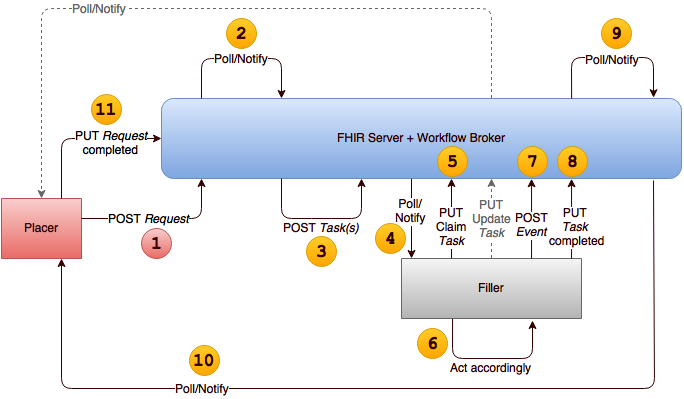 Poll/Notify
2
9
Poll/Notify
Poll/Notify
11
PUT Request
completed
FHIR Server + Workflow Broker
5
7
8
Placer
POST Request
1
POST Task(s)
3
Poll/
Notify
4
PUT
Claim
Task
PUT
Update
Task
POST
Event
PUT
Task
completed
Filler
6
Act accordingly
10
Poll/Notify